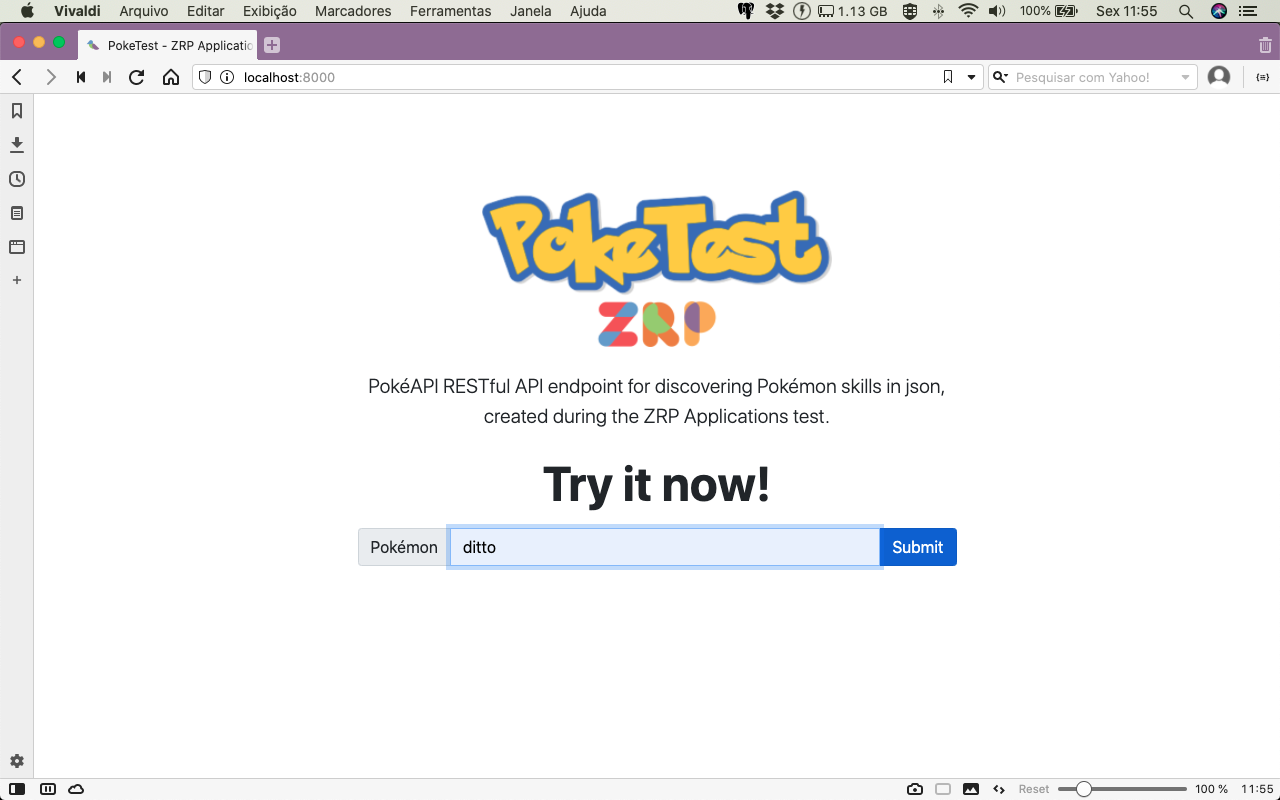 Vivaldi Arquivo Editar Exibição Marcadores Ferramentas Janela Ajuda 1.13 GB 100% Sex 11:55
PokeTest - ZRP Applicatio
localhost:8000 Pesquisar com Yahoo!
PokeTest
ZRP
PokéAPI RESTful API endpoint for discovering Pokémon skills in json,
created during the ZRP Applications test.
Try it now!
Pokémon ditto Submit
Reset 100 % 11:55